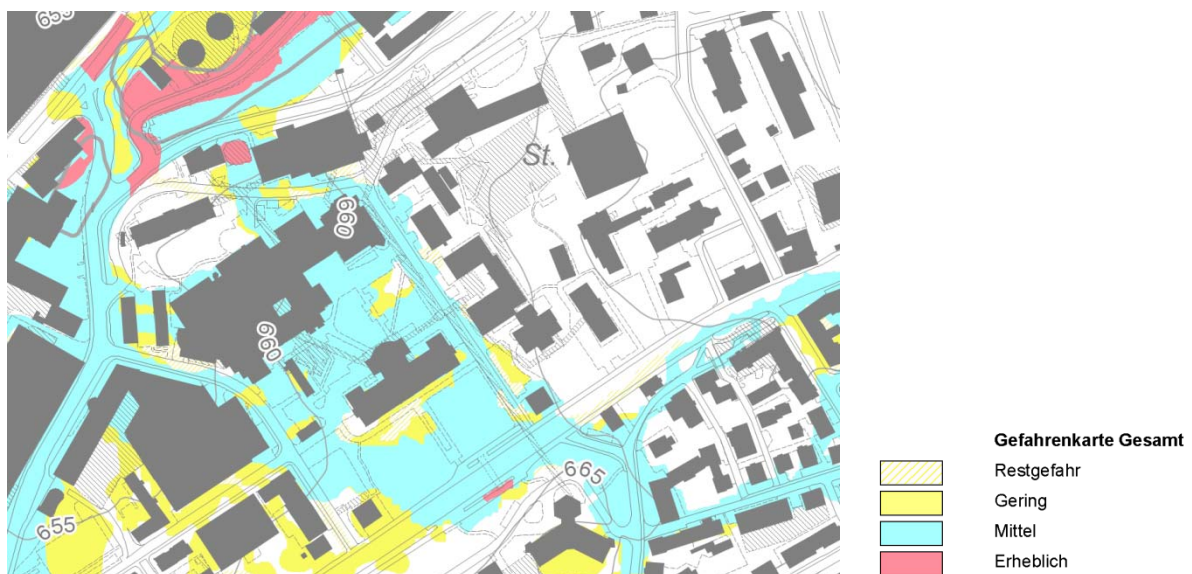 655
660
St.
660
665
655
Gefahrenkarte Gesamt
Restgefahr
Gering
Mittel
Erheblich